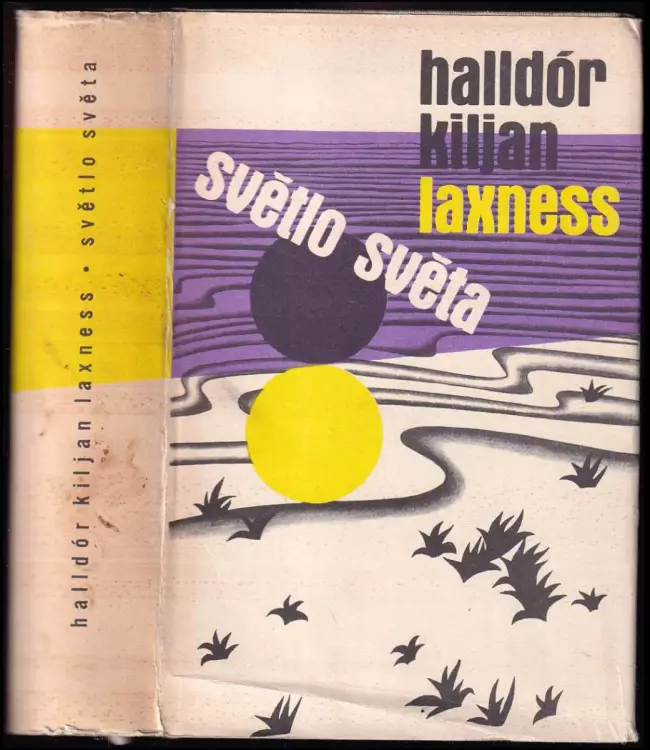 halldór kiljan laxness • světlo světa
halldór
kiljan
laxness
světlo světa